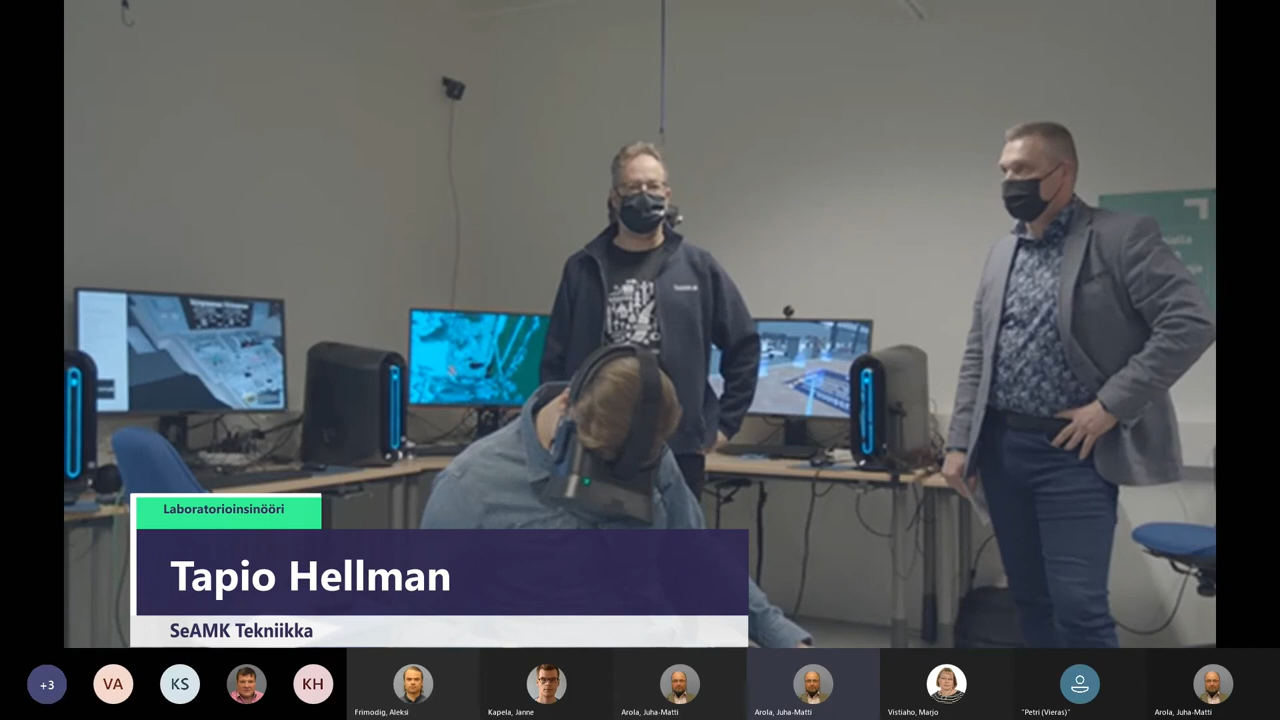 Laboratorioinsinööri
Tapio Hellman
SeAMK Tekniikka
+3
VA
KS
KH
Frimodig, Aleksi
Kapela, Janne
Arola, Juha-Matti
Arola, Juha-Matti
Vistiaho, Marjo
"Petri (Vieras)"
Arola, Juha-Matti